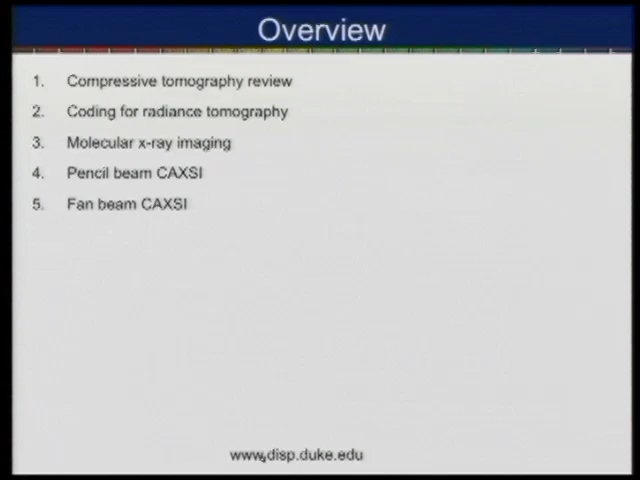 Overview
1. Compressive tomography review
2. Coding for radiance tomography
3. Molecular x-ray imaging
4. Pencil beam CAXSI
5. Fan beam CAXSI
www.disp.duke.edu